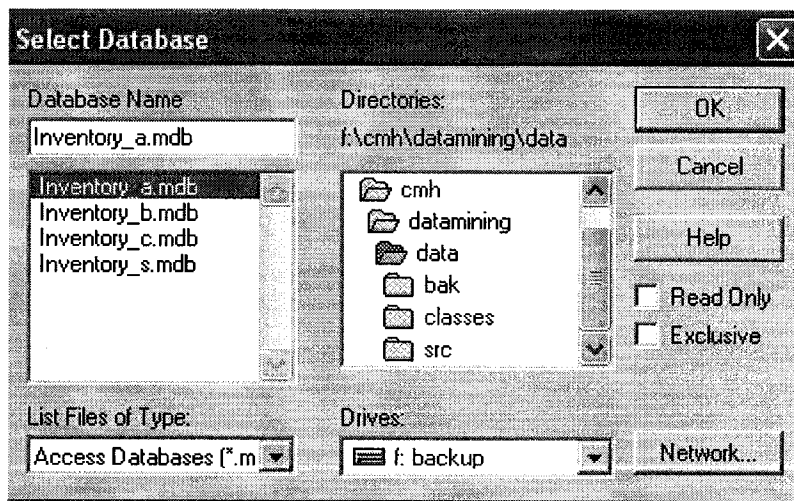 Select Database
Database Name
Inventory_a.mdb
Inventory_a.mdb
Inventory_b.mdb
Inventory_c.mdb
Inventory_s.mdb
List Files of Type:
Access Databases (*.m
Directories:
f:\cmh\datamining\data
cmh
datamining
data
bak
classes
src
Drives:
f: backup
OK
Cancel
Help
Read Only
Exclusive
Network...